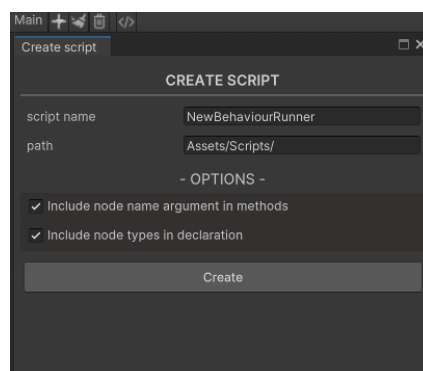 Main
Create script
CREATE SCRIPT
script name NewBehaviourRunner
path Assets/Scripts/
- OPTIONS -
Include node name argument in methods
Include node types in declaration
Create